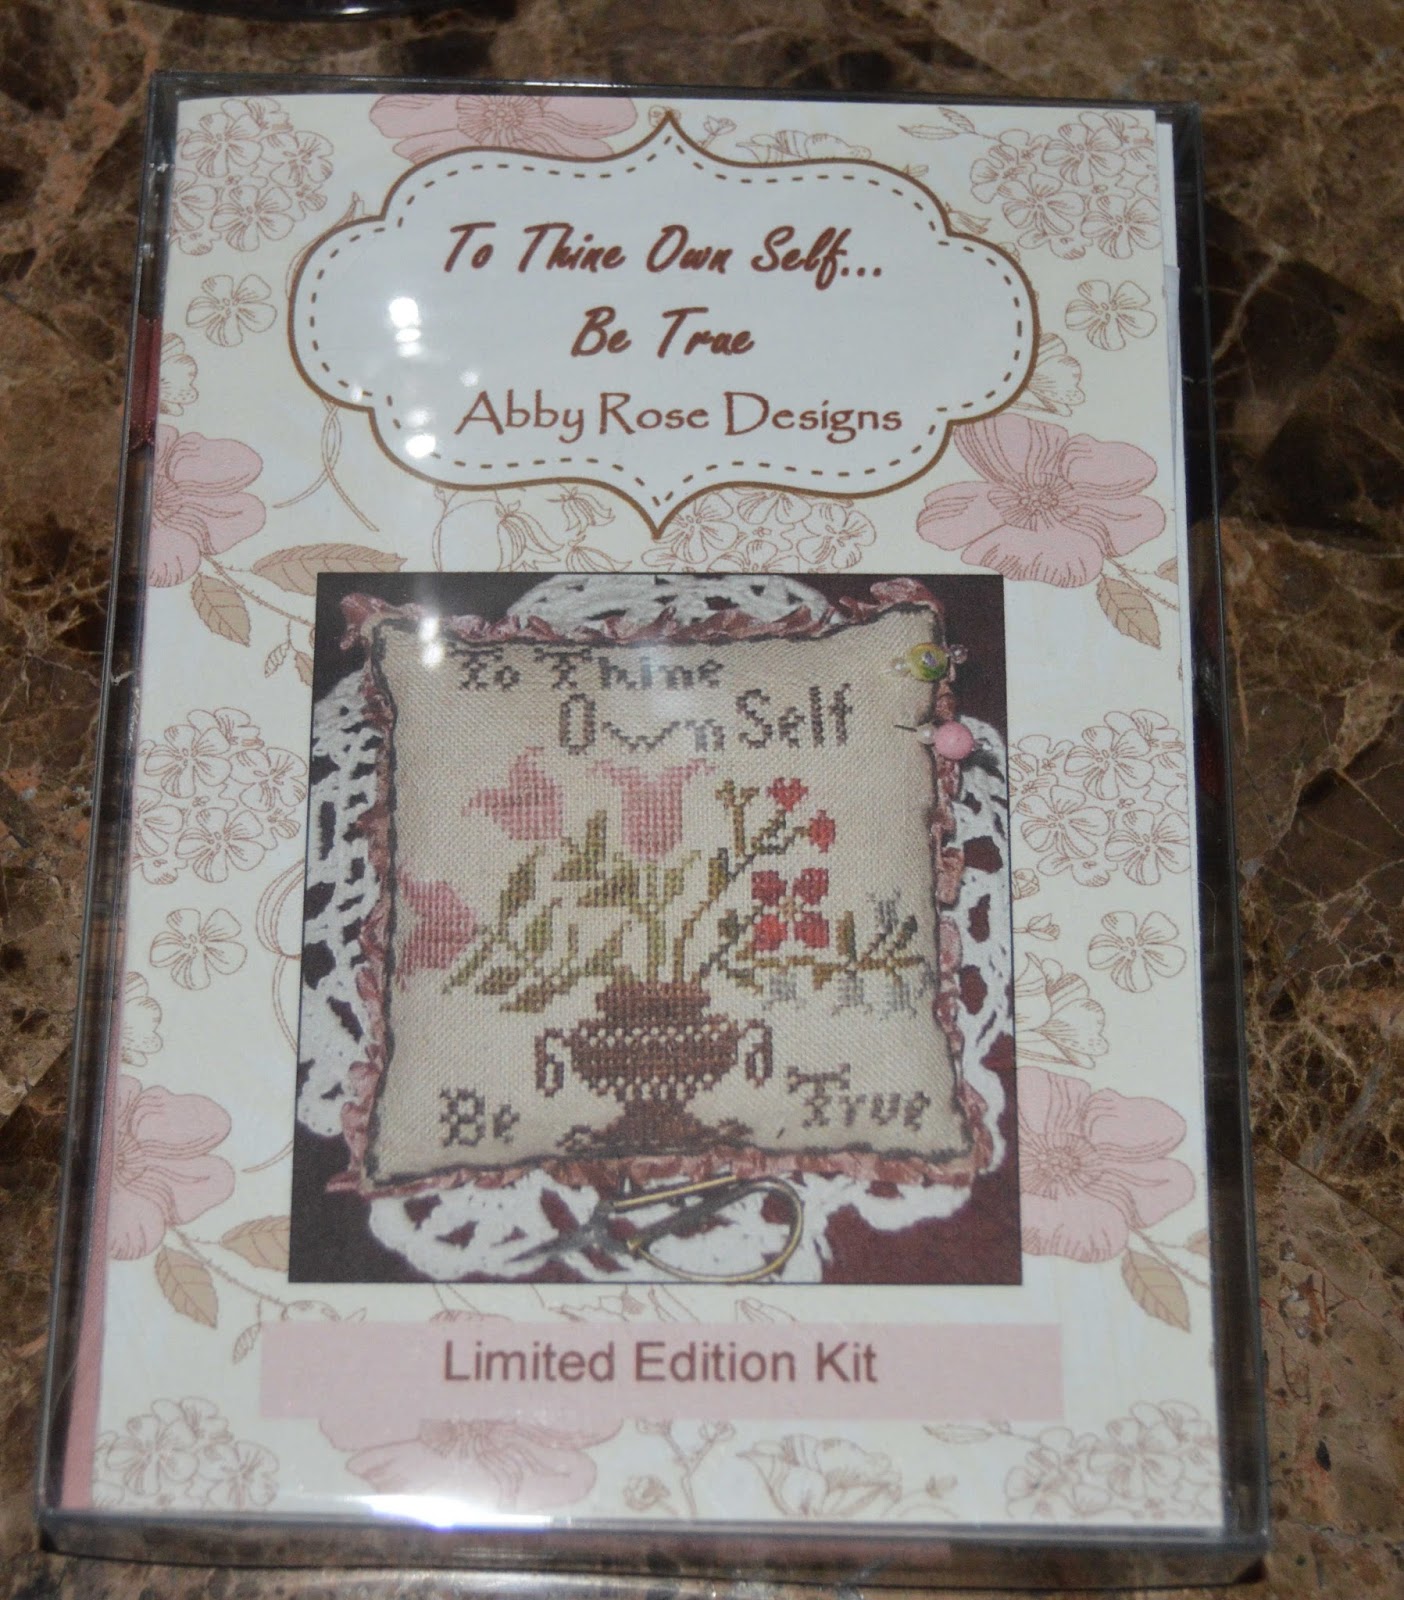 To Thine Own Self...
Be True
Abby Rose Designs
To Thine
Own Self
Be True
Limited Edition Kit